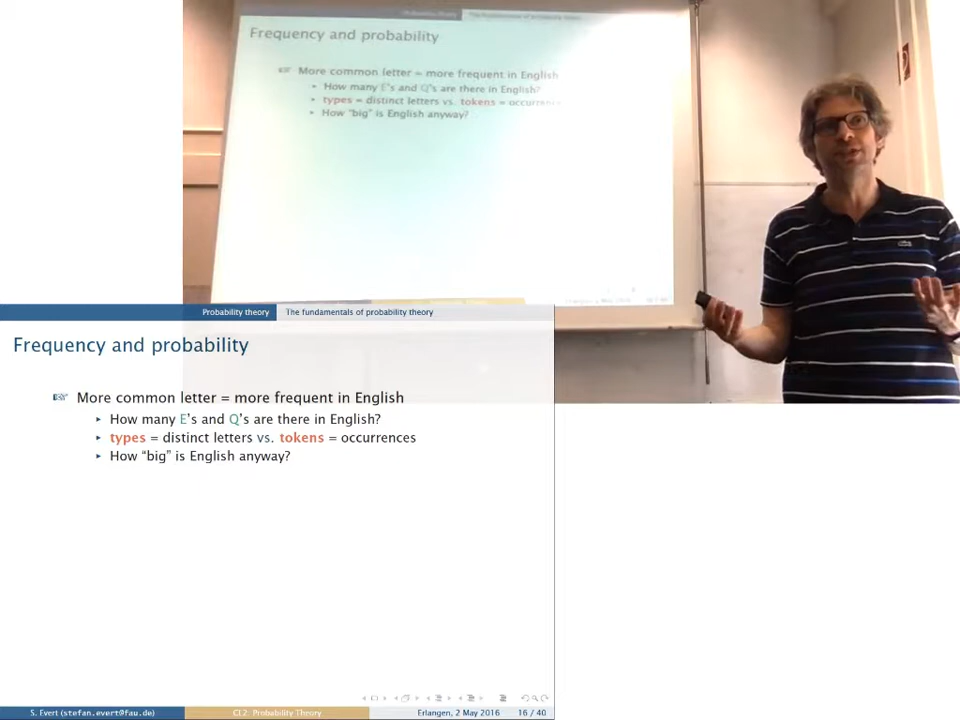 Frequency and probability
More common letter = more frequent in English
How many E's and Q's are there in English?
types = distinct letters vs. tokens =
How "big" is English anyway?
Probability theory The fundamentals of probability theory
Frequency and probability
More common letter = more frequent in English
How many E's and Q's are there in English?
types = distinct letters vs. tokens = occurrences
How “big” is English anyway?
S. Evert (stefan.evert@fau.de) CL2: Probability Theory Erlangen, 2 May 2016 16 / 40